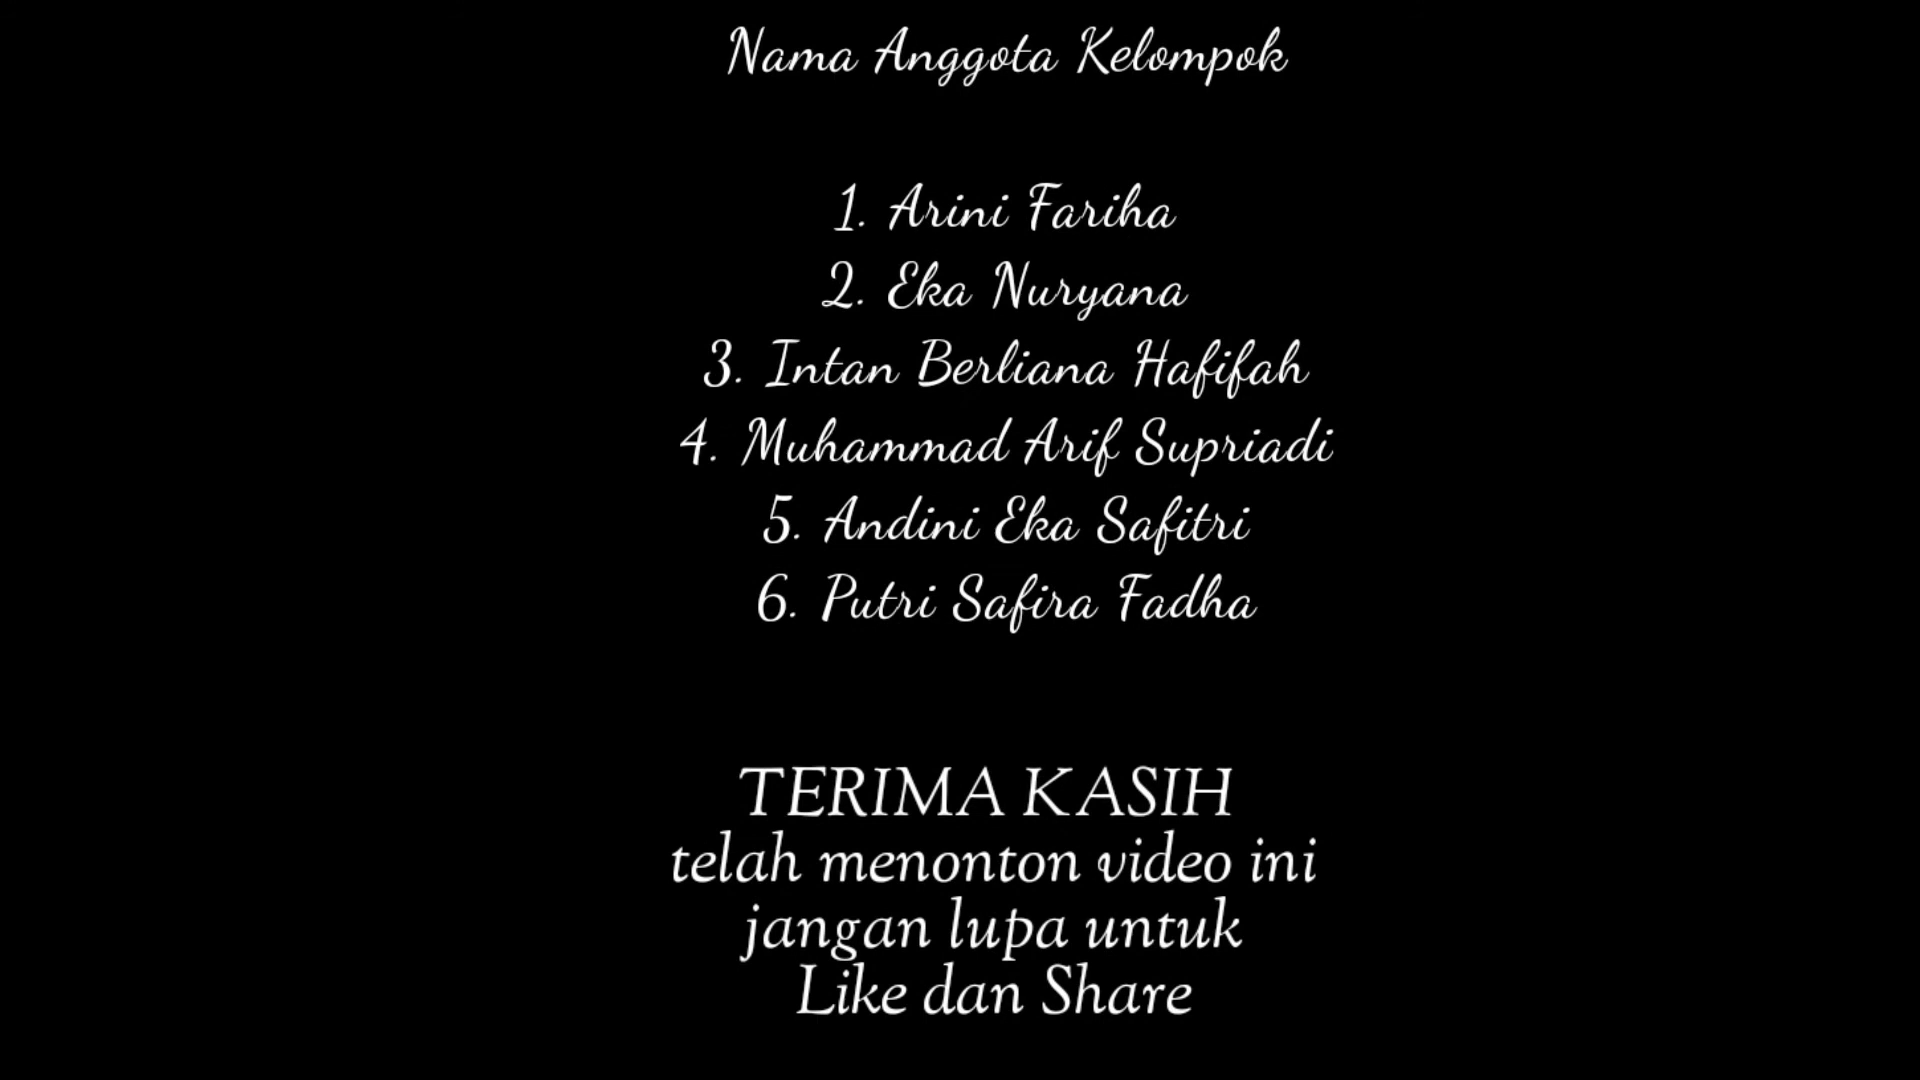 Nama Anggota Kelompok
1. Arini Fariha
2. Eka Nuryana
3. Intan Berliana Hafifah
4. Muhammad Arif Supriadi
5. Andini Eka Safitri
6. Putri Safira Fadha
TERIMA KASIH
telah menonton video ini
jangan lupa untuk
Like dan Share